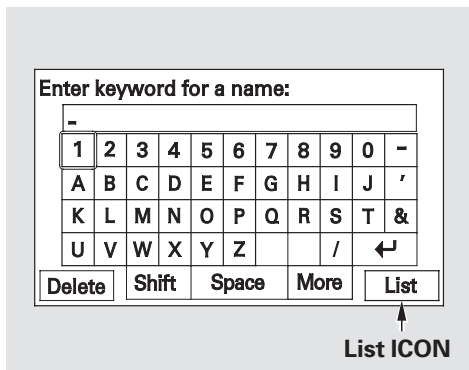 Enter keyword for a name:
-
1 2 3 4 5 6 7 8 9 0 -
A B C D E F G H I J '
K L M N O P Q R S T &
U V W X Y Z / ↵
Delete Shift Space More List
List ICON